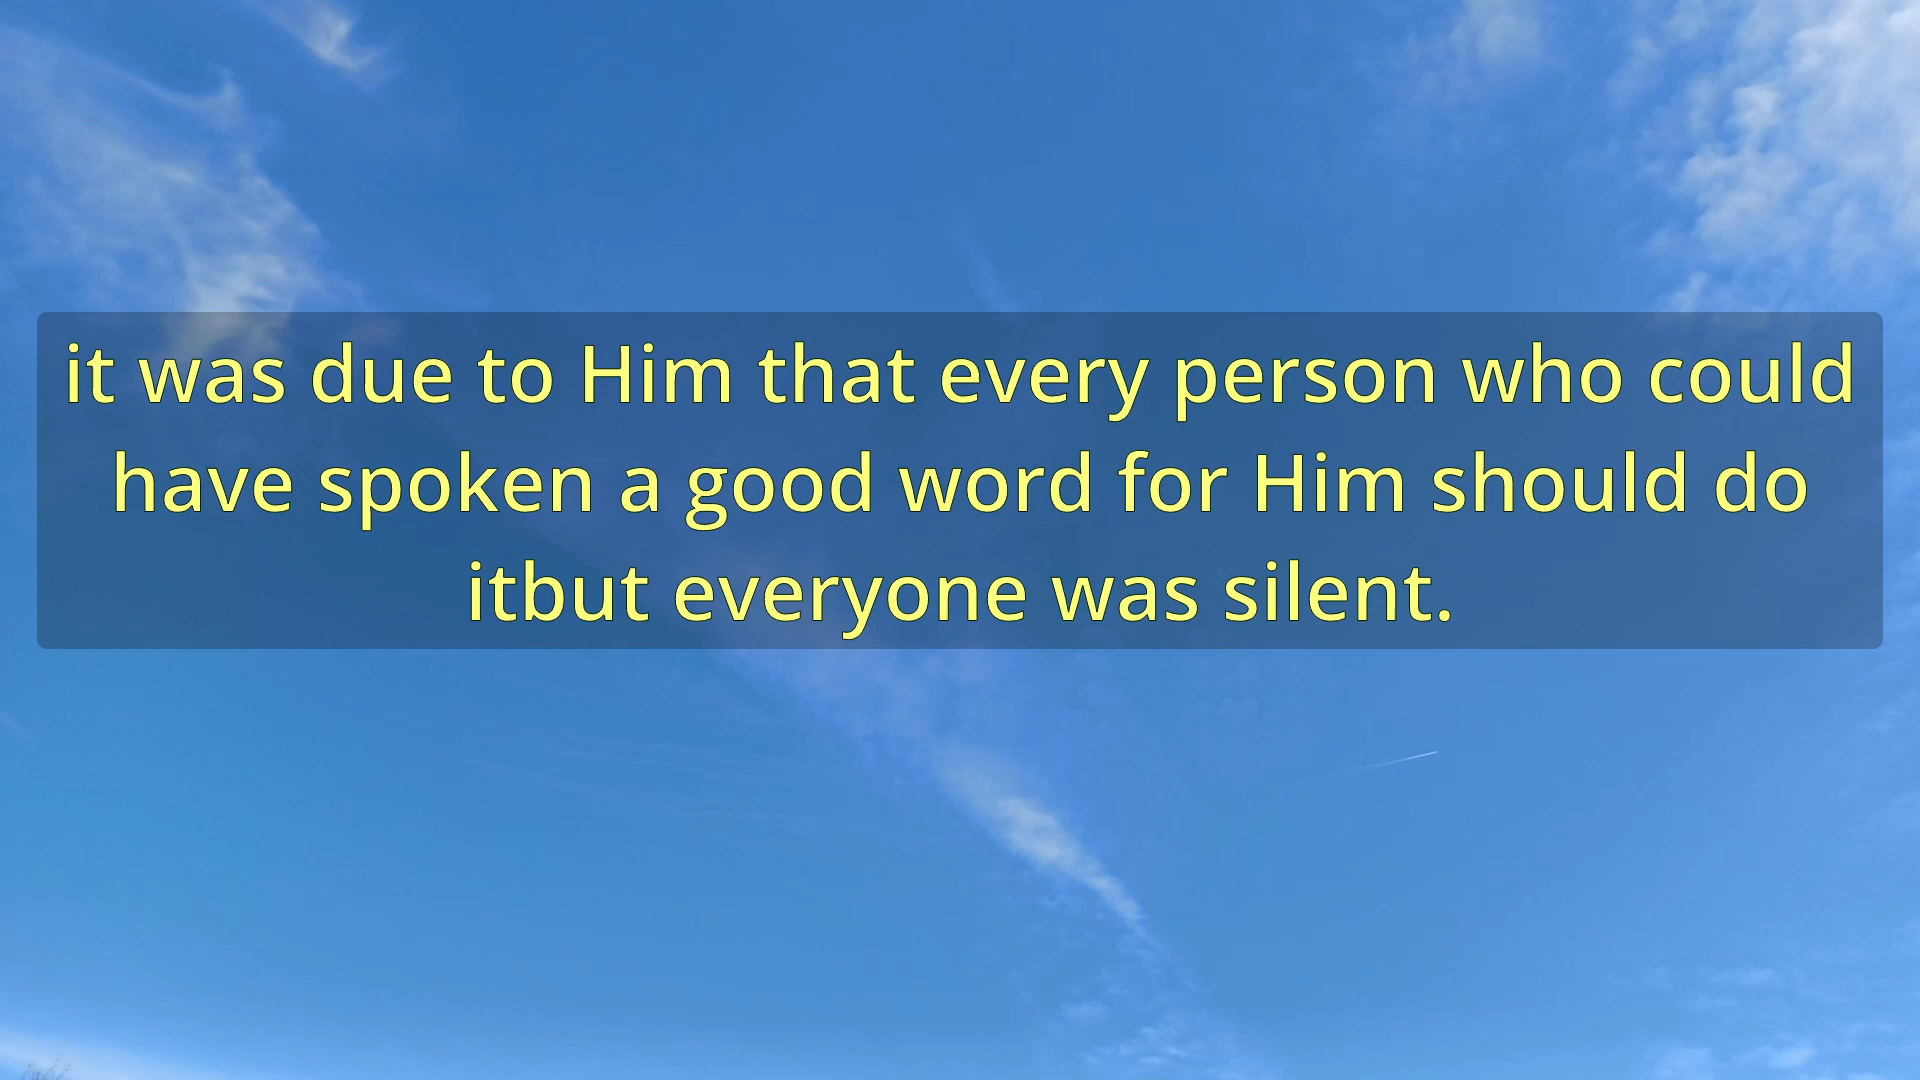 it was due to Him that every person who could
have spoken a good word for Him should do
itbut everyone was silent.